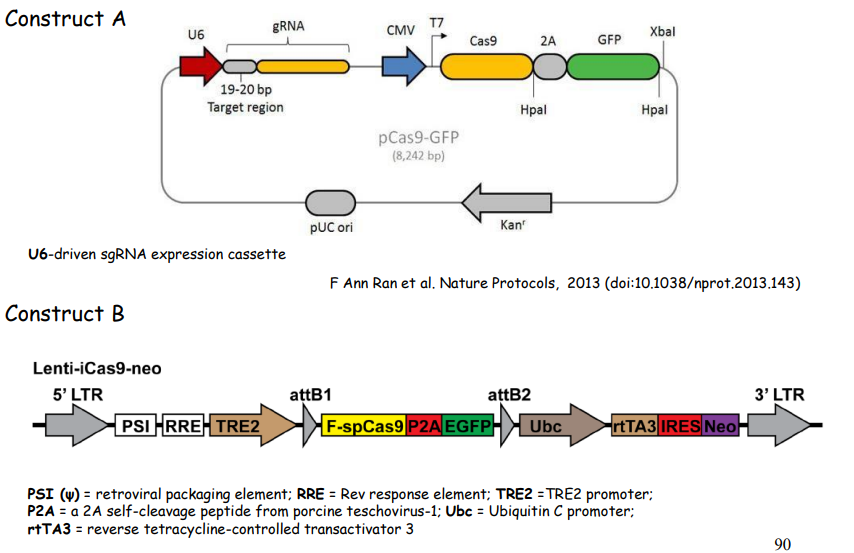 Construct A
U6
gRNA
CMV
T7
Cas9
2A
GFP
XbaI
19-20 bp
Target region
HpaI
HpaI
pCas9-GFP
(8,242 bp)
pUC ori
Kanʳ
U6-driven sgRNA expression cassette
F Ann Ran et al. Nature Protocols, 2013 (doi:10.1038/nprot.2013.143)
Construct B
Lenti-iCas9-neo
5' LTR
attB1
attB2
3' LTR
PSI
RRE
TRE2
F-spCas9
P2A
EGFP
Ubc
rtTA3
IRES
Neo
PSI (ψ) = retroviral packaging element; RRE = Rev response element; TRE2 =TRE2 promoter;
P2A = a 2A self-cleavage peptide from porcine teschovirus-1; Ubc = Ubiquitin C promoter;
rtTA3 = reverse tetracycline-controlled transactivator 3
90